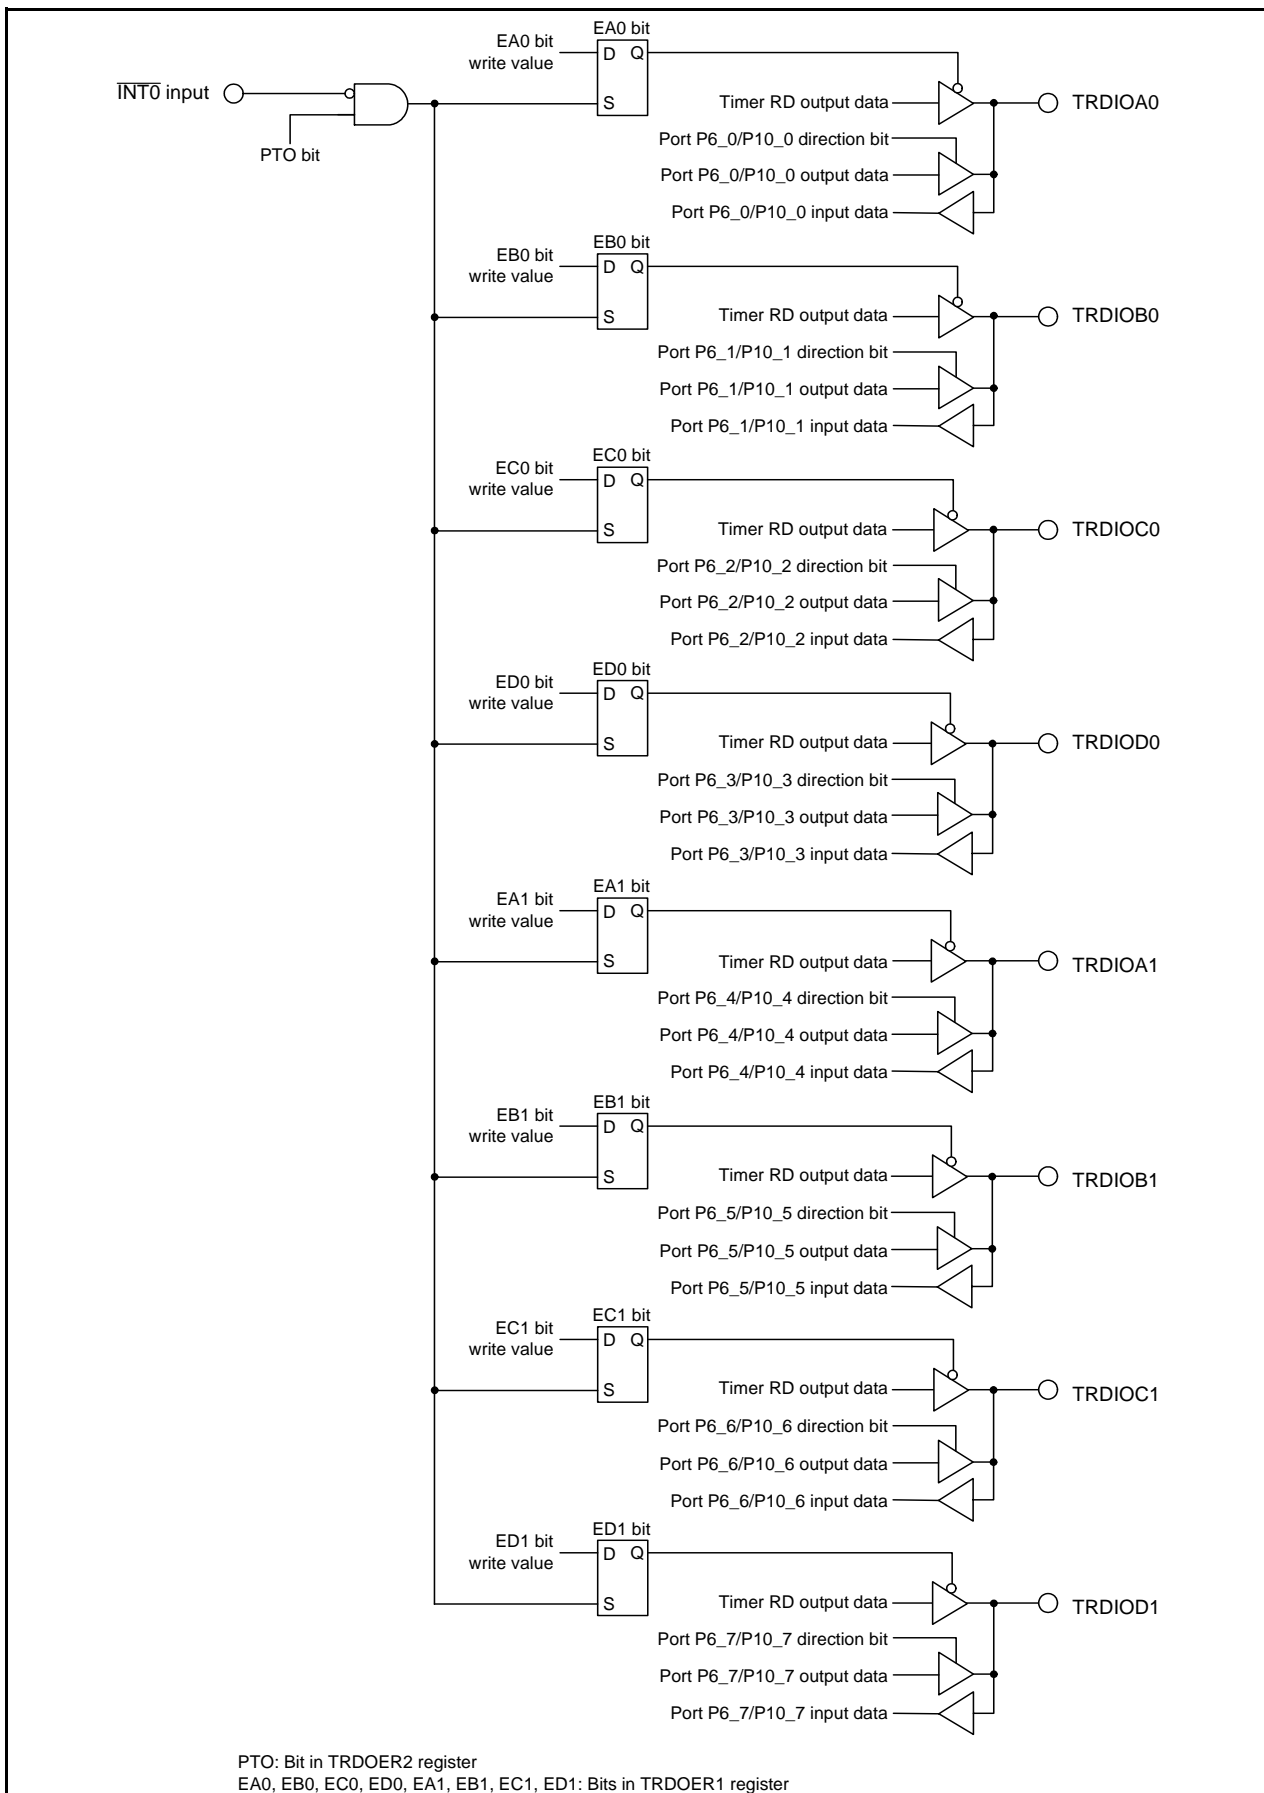 EA0 bit
EA0 bit
write value
D Q
S
INT0 input
PTO bit
Timer RD output data
TRDIOA0
Port P6_0/P10_0 direction bit
Port P6_0/P10_0 output data
Port P6_0/P10_0 input data
EB0 bit
EB0 bit
write value
D Q
S
Timer RD output data
TRDIOB0
Port P6_1/P10_1 direction bit
Port P6_1/P10_1 output data
Port P6_1/P10_1 input data
EC0 bit
EC0 bit
write value
D Q
S
Timer RD output data
TRDIOC0
Port P6_2/P10_2 direction bit
Port P6_2/P10_2 output data
Port P6_2/P10_2 input data
ED0 bit
ED0 bit
write value
D Q
S
Timer RD output data
TRDIOD0
Port P6_3/P10_3 direction bit
Port P6_3/P10_3 output data
Port P6_3/P10_3 input data
EA1 bit
EA1 bit
write value
D Q
S
Timer RD output data
TRDIOA1
Port P6_4/P10_4 direction bit
Port P6_4/P10_4 output data
Port P6_4/P10_4 input data
EB1 bit
EB1 bit
write value
D Q
S
Timer RD output data
TRDIOB1
Port P6_5/P10_5 direction bit
Port P6_5/P10_5 output data
Port P6_5/P10_5 input data
EC1 bit
EC1 bit
write value
D Q
S
Timer RD output data
TRDIOC1
Port P6_6/P10_6 direction bit
Port P6_6/P10_6 output data
Port P6_6/P10_6 input data
ED1 bit
ED1 bit
write value
D Q
S
Timer RD output data
TRDIOD1
Port P6_7/P10_7 direction bit
Port P6_7/P10_7 output data
Port P6_7/P10_7 input data
PTO: Bit in TRDOER2 register
EA0, EB0, EC0, ED0, EA1, EB1, EC1, ED1: Bits in TRDOER1 register